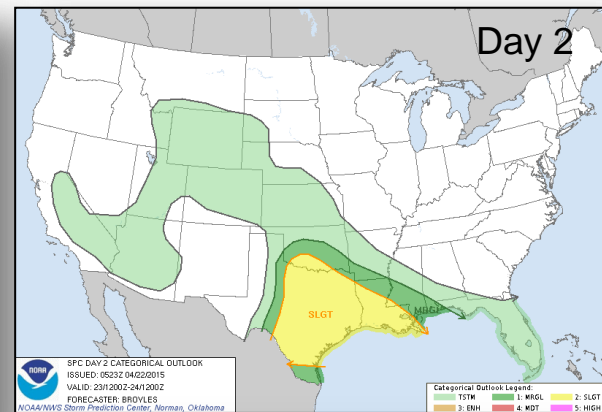 Day 2
SLGT
MRGL
NOAA
SPC DAY 2 CATEGORICAL OUTLOOK
ISSUED: 0523Z 04/22/2015
VALID: 23/1200Z-24/1200Z
FORECASTER: BROYLES
NOAA/NWS Storm Prediction Center, Norman, Oklahoma
Categorical Outlook Legend:
TSTM 1: MRGL 2: SLGT
3: ENH 4: MDT 5: HIGH